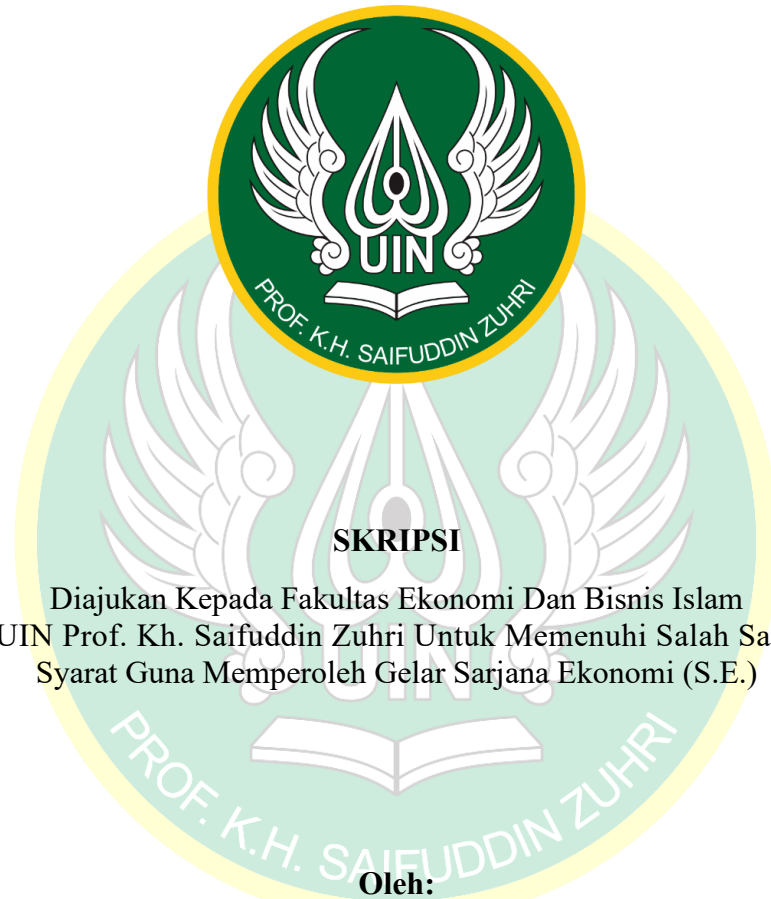 UIN
PROF. K.H. SAIFUDDIN ZUHRI
SKRIPSI
Diajukan Kepada Fakultas Ekonomi Dan Bisnis Islam
UIN Prof. Kh. Saifuddin Zuhri Untuk Memenuhi Salah Sa
Syarat Guna Memperoleh Gelar Sarjana Ekonomi (S.E.)
UIN
PROF. K.H. SAIFUDDIN ZUHRI
Oleh: